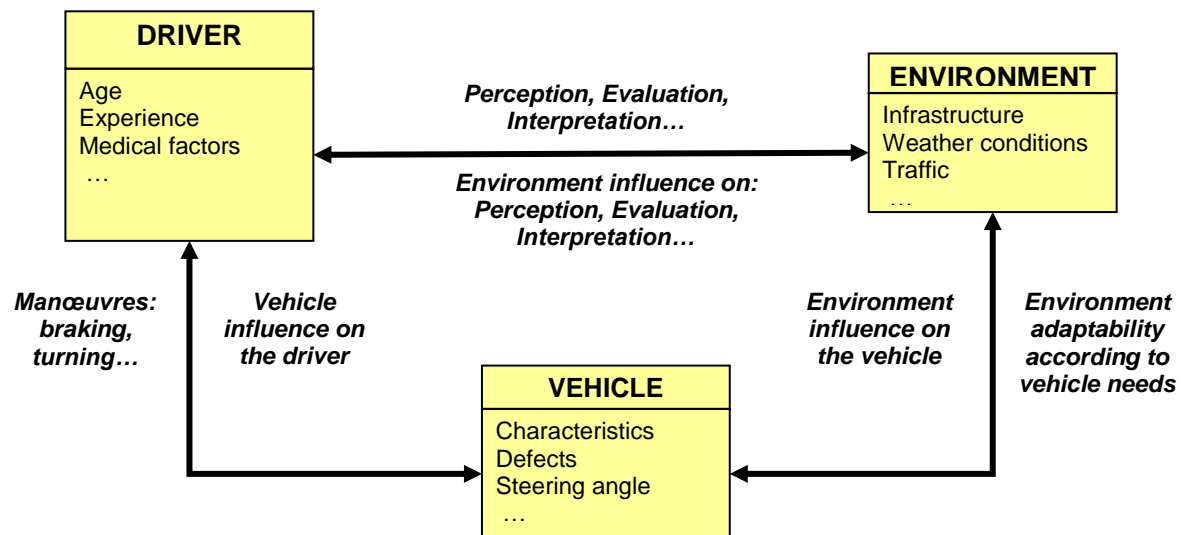 DRIVER
Age
Experience
Medical factors
…
Perception, Evaluation,
Interpretation…
Environment influence on:
Perception, Evaluation,
Interpretation…
ENVIRONMENT
Infrastructure
Weather conditions
Traffic
…
Manœuvres:
braking,
turning…
Vehicle
influence on
the driver
Environment
influence on
the vehicle
Environment
adaptability
according to
vehicle needs
VEHICLE
Characteristics
Defects
Steering angle
…